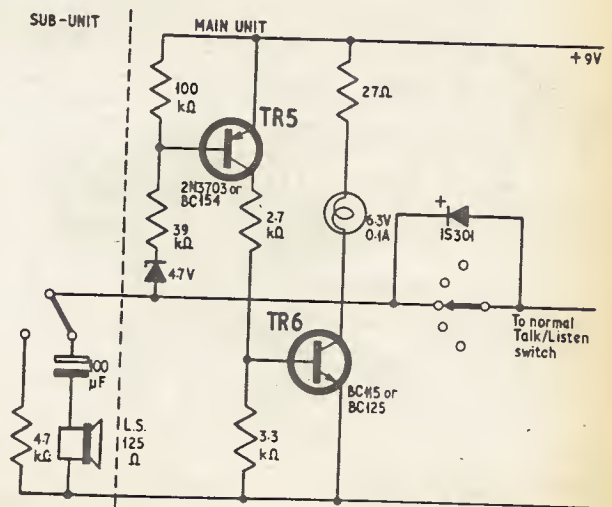 SUB-UNIT
MAIN UNIT
+9V
100
kΩ
TR5
27Ω
2N3703 or
BC154
39
kΩ
2.7
kΩ
6.3V
0.1A
+
1S301
4.7V
TR6
To normal
Talk/Listen
switch
100
µF
BC115 or
BC125
4.7
kΩ
L.S.
125
Ω
3.3
kΩ